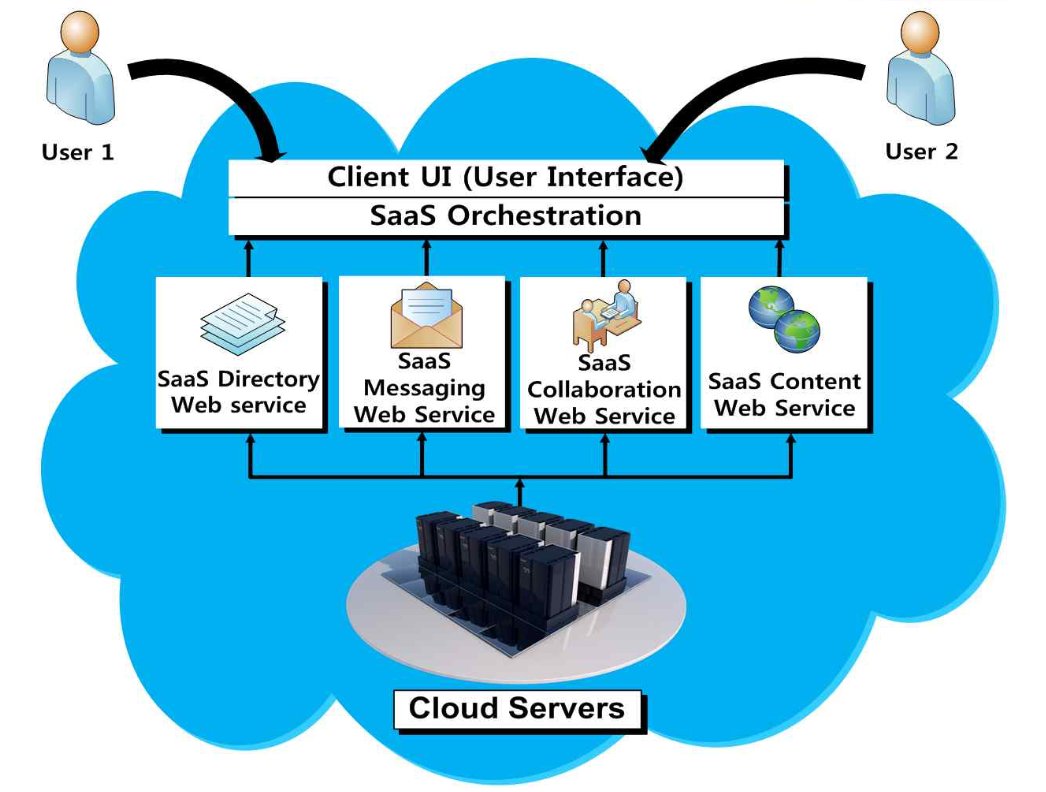 User 1
User 2
Client UI (User Interface)
SaaS Orchestration
SaaS Directory
Web service
SaaS
Messaging
Web Service
SaaS
Collaboration
Web Service
SaaS Content
Web Service
Cloud Servers